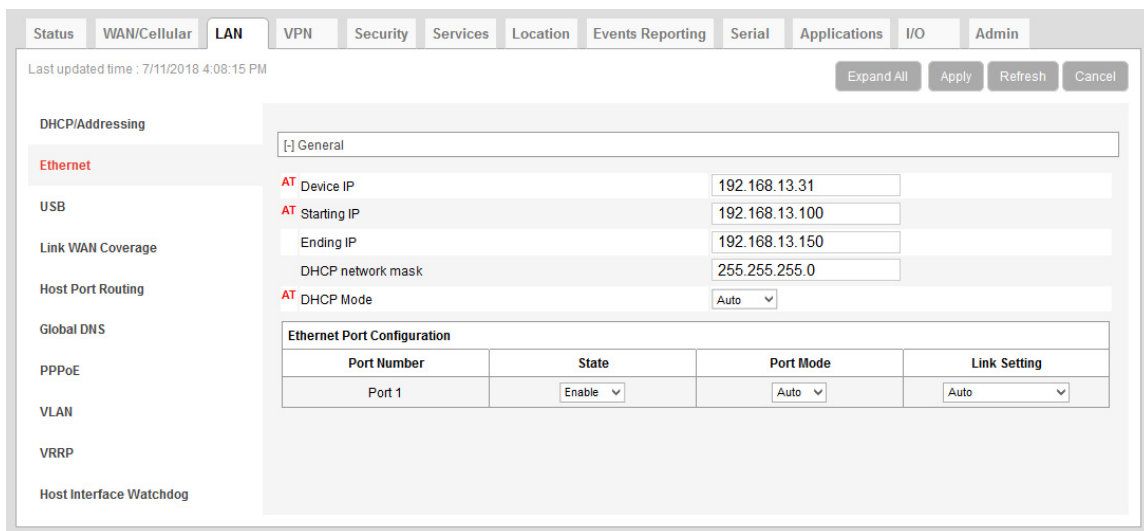 Status WAN/Cellular LAN VPN Security Services Location Events Reporting Serial Applications I/O Admin
Last updated time : 7/11/2018 4:08:15 PM
Expand All Apply Refresh Cancel
DHCP/Addressing
Ethernet
USB
Link WAN Coverage
Host Port Routing
Global DNS
PPPoE
VLAN
VRRP
Host Interface Watchdog
[-] General
AT Device IP 192.168.13.31
AT Starting IP 192.168.13.100
Ending IP 192.168.13.150
DHCP network mask 255.255.255.0
AT DHCP Mode Auto
Ethernet Port Configuration
Port Number State Port Mode Link Setting
Port 1 Enable Auto Auto